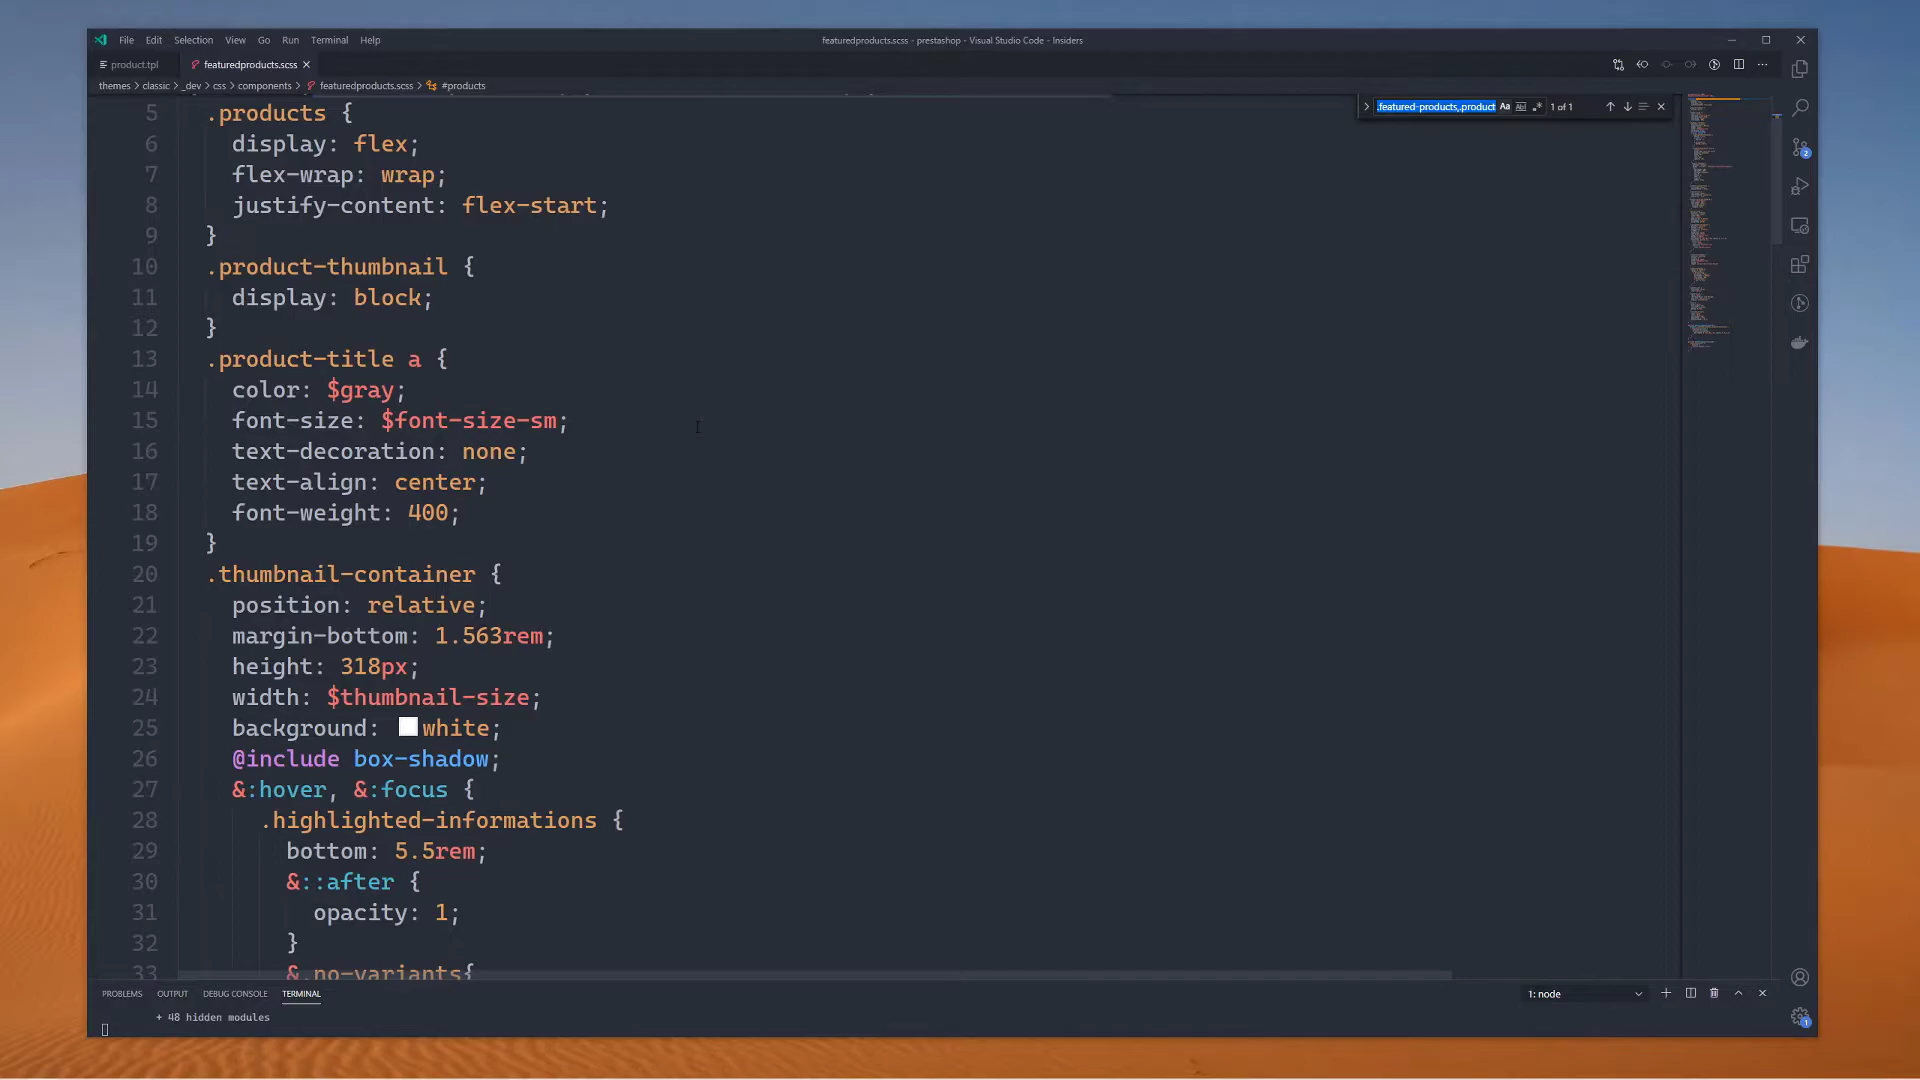 File Edit Selection View Go Run Terminal Help
featuredproducts.scss - prestashop - Visual Studio Code - Insiders
product.tpl featuredproducts.scss
themes > classic > _dev > css > components > featuredproducts.scss > #products
.featured-products,.product Aa 1 of 1
5 .products {
6 display: flex;
7 flex-wrap: wrap;
8 justify-content: flex-start;
9 }
10 .product-thumbnail {
11 display: block;
12 }
13 .product-title a {
14 color: $gray;
15 font-size: $font-size-sm;
16 text-decoration: none;
17 text-align: center;
18 font-weight: 400;
19 }
20 .thumbnail-container {
21 position: relative;
22 margin-bottom: 1.563rem;
23 height: 318px;
24 width: $thumbnail-size;
25 background: white;
26 @include box-shadow;
27 &:hover, &:focus {
28 .highlighted-informations {
29 bottom: 5.5rem;
30 &::after {
31 opacity: 1;
32 }
33 &.no-variants{
PROBLEMS OUTPUT DEBUG CONSOLE TERMINAL
1: node
+ 48 hidden modules
2
1